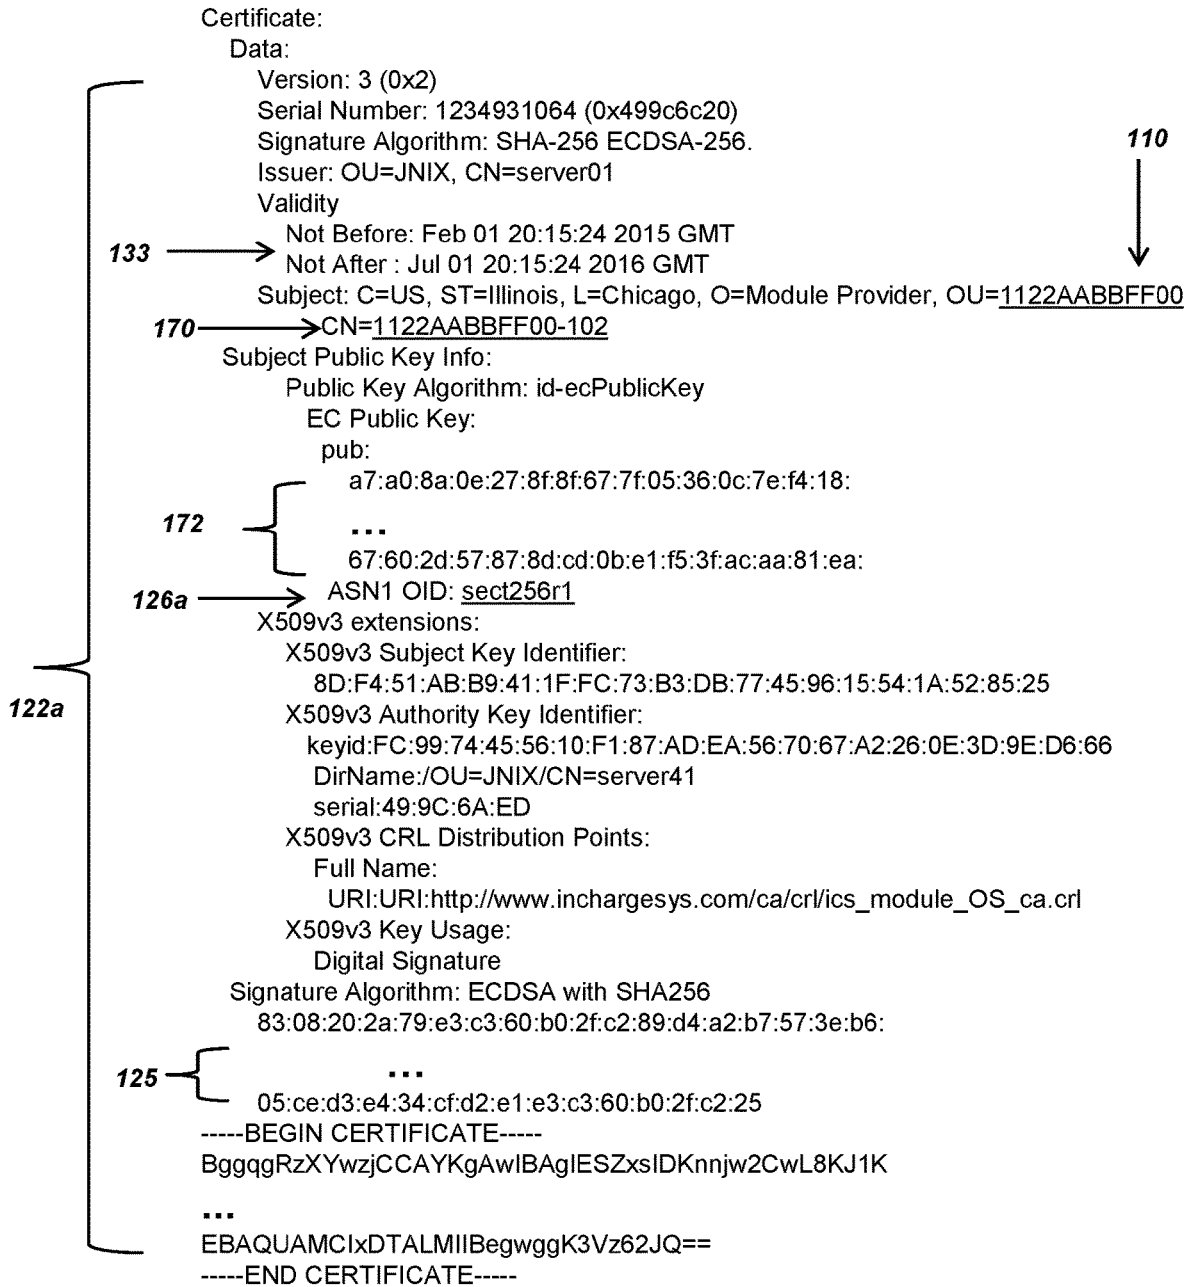 Certificate:
Data:
Version: 3 (0x2)
Serial Number: 1234931064 (0x499c6c20)
Signature Algorithm: SHA-256 ECDSA-256.
110
Issuer: OU=JNIX, CN=server01
Validity
Not Before: Feb 01 20:15:24 2015 GMT
133
Not After : Jul 01 20:15:24 2016 GMT
Subject: C=US, ST=Illinois, L=Chicago, O=Module Provider, OU=1122AABBFF00
170 CN=1122AABBFF00-102
Subject Public Key Info:
Public Key Algorithm: id-ecPublicKey
EC Public Key:
pub:
a7:a0:8a:0e:27:8f:8f:67:7f:05:36:0c:7e:f4:18:
172 ...
67:60:2d:57:87:8d:cd:0b:e1:f5:3f:ac:aa:81:ea:
126a ASN1 OID: sect256r1
X509v3 extensions:
X509v3 Subject Key Identifier:
8D:F4:51:AB:B9:41:1F:FC:73:B3:DB:77:45:96:15:54:1A:52:85:25
122a
X509v3 Authority Key Identifier:
keyid:FC:99:74:45:56:10:F1:87:AD:EA:56:70:67:A2:26:0E:3D:9E:D6:66
DirName:/OU=JNIX/CN=server41
serial:49:9C:6A:ED
X509v3 CRL Distribution Points:
Full Name:
URI:URI:http://www.inchargesys.com/ca/crl/ics_module_OS_ca.crl
X509v3 Key Usage:
Digital Signature
Signature Algorithm: ECDSA with SHA256
83:08:20:2a:79:e3:c3:60:b0:2f:c2:89:d4:a2:b7:57:3e:b6:
125 ...
05:ce:d3:e4:34:cf:d2:e1:e3:c3:60:b0:2f:c2:25
-----BEGIN CERTIFICATE-----
BggqgRzXYwzjCCAYKgAwIBAgIESZxsIDKnnjw2CwL8KJ1K
...
EBAQUAMCIxDTALMIIBegwggK3Vz62JQ==
-----END CERTIFICATE-----